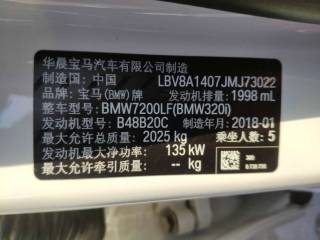 华晨宝马汽车有限公司制造
制造国：中国 LBV8A1407JMJ73022
品牌：宝马(BMW)牌 发动机排量：1998 mL
整车型号：BMW7200LF(BMW320i)
发动机型号：B48B20C 制造年月：2018-01
最大允许总质量：2025 kg 乘坐人数：5
发动机最大净功率：135 kW
最大允许牵引质量：-- kg